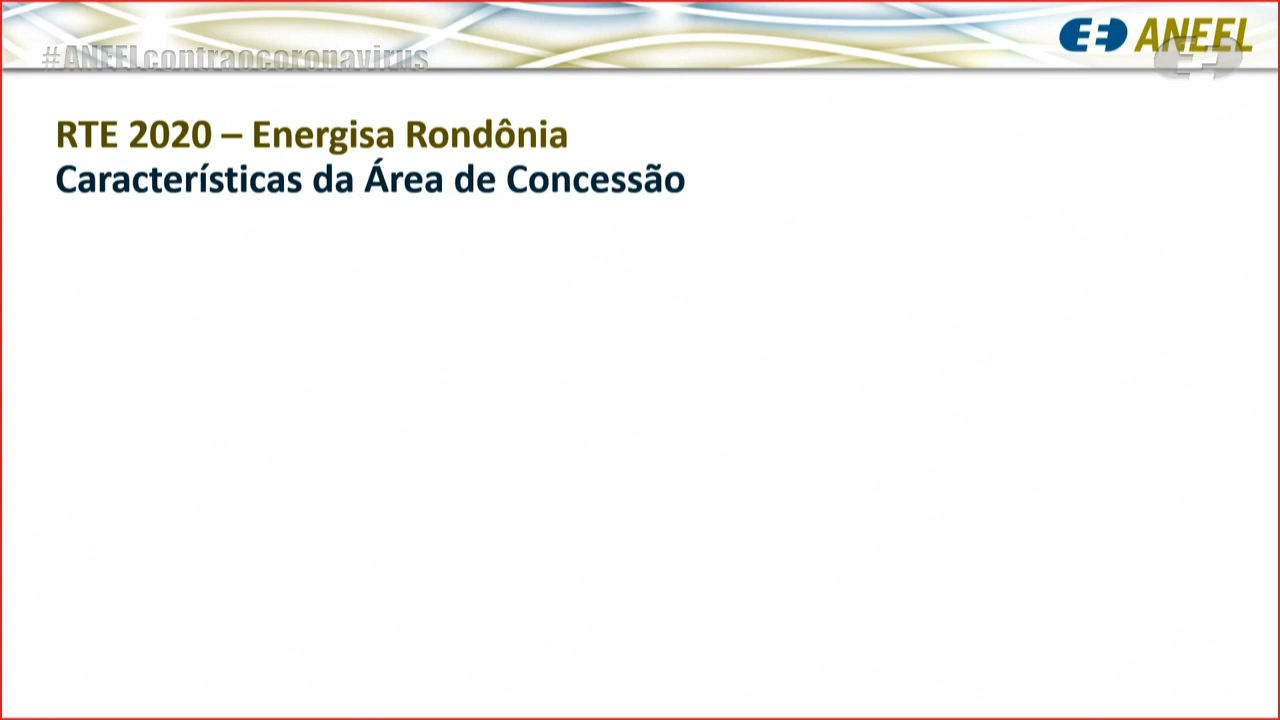 #ANEELcontraocoronavirus
ANEEL
RTE 2020 – Energisa Rondônia
Características da Área de Concessão